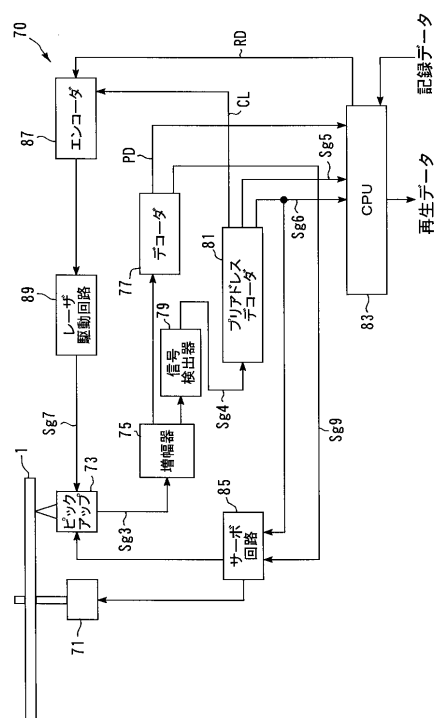 70
1
ピック
アップ
73
71
Sg7
レーザ
駆動回路
89
エンコーダ
87
Sg3
増幅器
75
信号
検出器
79
デコーダ
77
PD
RD
CL
Sg4
プリアドレス
デコーダ
81
サーボ
回路
85
Sg9
Sg6
Sg5
CPU
83
再生データ
記録データ